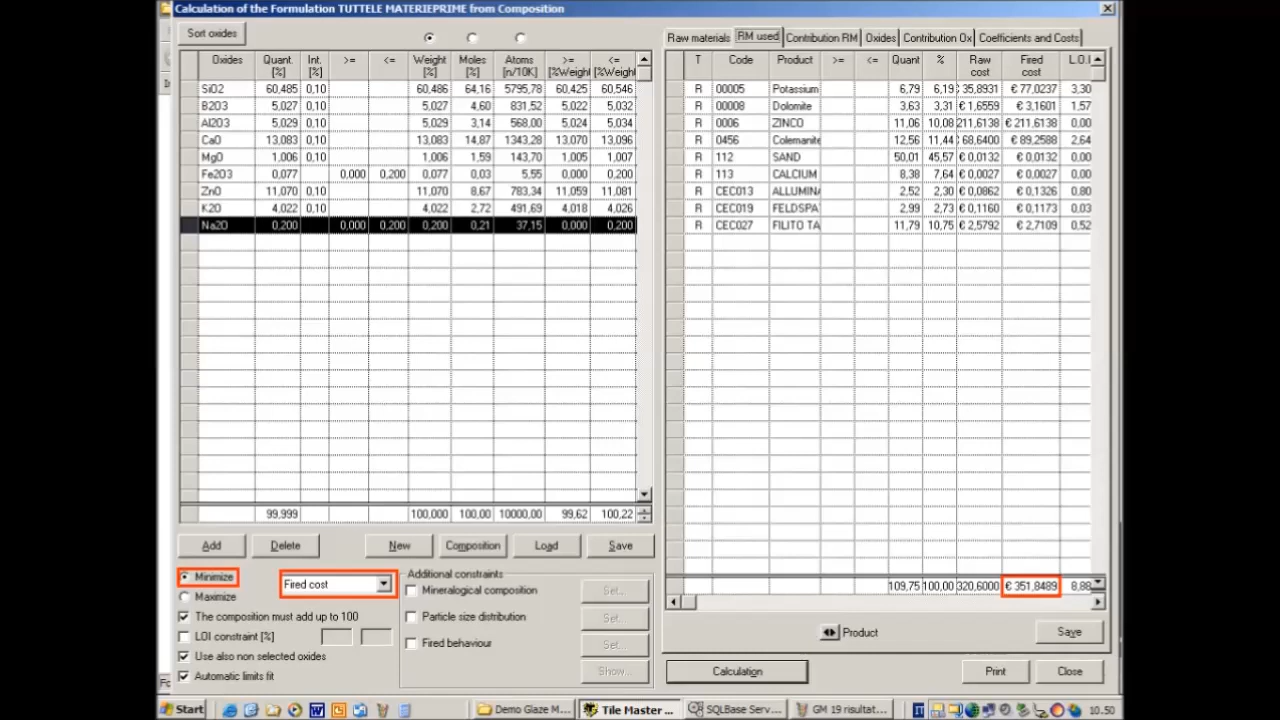 Calculation of the Formulation TUTTELE MATERIEPRIME from Composition
Sort oxides
Raw materials RM used Contribution RM Oxides Contribution Ox Coefficients and Costs
Oxides Quant. [%] Int. [%] >= <= Weight [%] Moles [%] Atoms [n/10K] >= [%Weight <= [%Weight
SiO2 60,485 0,10 60,486 64,16 5795,78 60,425 60,546
B2O3 5,027 0,10 5,027 4,60 831,52 5,022 5,032
Al2O3 5,029 0,10 5,029 3,14 568,00 5,024 5,034
CaO 13,083 0,10 13,083 14,87 1343,28 13,070 13,096
MgO 1,006 0,10 1,006 1,59 143,70 1,005 1,007
Fe2O3 0,077 0,000 0,200 0,077 0,03 5,55 0,000 0,200
ZnO 11,070 0,10 11,070 8,67 783,34 11,059 11,081
K2O 4,022 0,10 4,022 2,72 491,69 4,018 4,026
Na2O 0,200 0,000 0,200 0,200 0,21 37,15 0,000 0,200
99,999 100,000 100,00 10000,00 99,62 100,22
T Code Product >= <= Quant % Raw cost Fired cost L.O.I
R 00005 Potassium 6,79 6,19 35,8931 € 77,0237 3,30
R 00008 Dolomite 3,63 3,31 € 1,6559 € 3,1601 1,57
R 0006 ZINCO 11,06 10,08 211,6138 € 211,6138 0,00
R 0456 Colemanite 12,56 11,44 68,6400 € 89,2588 2,64
R 112 SAND 50,01 45,57 € 0,0132 € 0,0132 0,00
R 113 CALCIUM 8,38 7,64 € 0,0027 € 0,0027 0,00
R CEC013 ALLUMINA 2,52 2,30 € 0,0862 € 0,1326 0,80
R CEC019 FELDSPA 2,99 2,73 € 0,1160 € 0,1173 0,03
R CEC027 FILITO TA 11,79 10,75 € 2,5792 € 2,7109 0,52
109,75 100,00 320,6000 € 351,8489 8,88
Add Delete New Composition Load Save
Minimize
Maximize
Fired cost
The composition must add up to 100
LOI constraint [%]
Use also non selected oxides
Automatic limits fit
Additional constraints
Mineralogical composition Set..
Particle size distribution Set..
Fired behaviour Set..
Show..
Product
Save
Calculation Print Close
Start Demo Glaze M... Tile Master ... SQLBase Serv... GM 19 risultat... 10.50